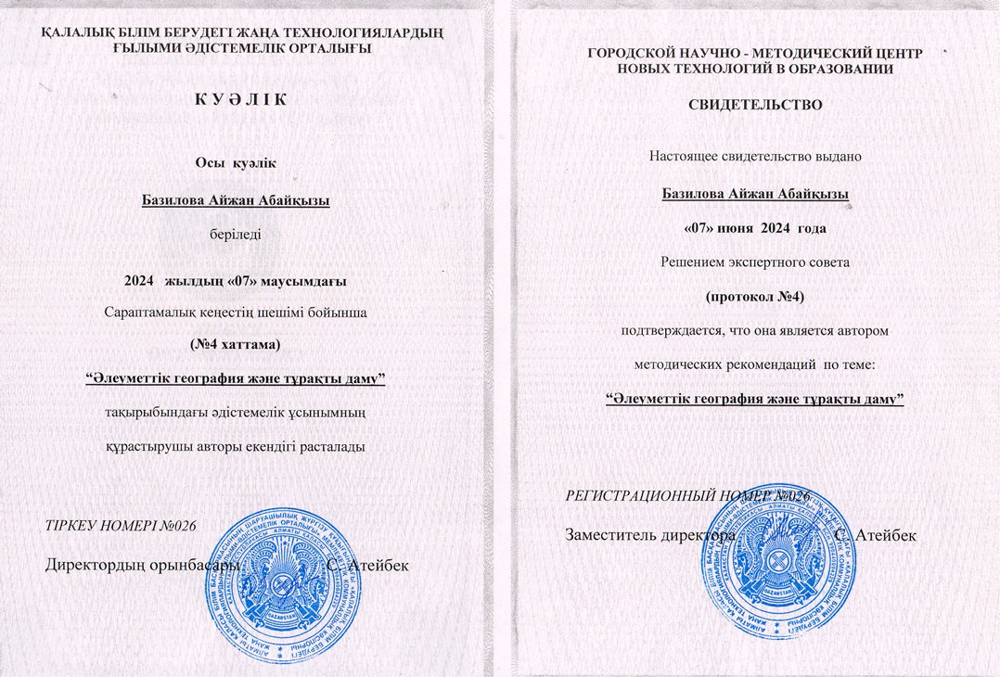 ҚАЛАЛЫҚ БІЛІМ БЕРУДЕГІ ЖАҢА ТЕХНОЛОГИЯЛАРДЫҢ
ҒЫЛЫМИ ӘДІСТЕМЕЛІК ОРТАЛЫҒЫ
К У Ә Л І К
Осы куәлік
Базилова Айжан Абайқызы
беріледі
2024 жылдың «07» маусымдағы
Сараптамалық кеңестің шешімі бойынша
(№4 хаттама)
“Әлеуметтік география және тұрақты даму”
тақырыбындағы әдістемелік ұсынымның
құрастырушы авторы екендігі расталады
ТІРКЕУ НОМЕРІ №026
Директордың орынбасары С. Атейбек
QAZAQSTAN
ГОРОДСКОЙ НАУЧНО - МЕТОДИЧЕСКИЙ ЦЕНТР
НОВЫХ ТЕХНОЛОГИЙ В ОБРАЗОВАНИИ
СВИДЕТЕЛЬСТВО
Настоящее свидетельство выдано
Базилова Айжан Абайқызы
«07» июня 2024 года
Решением экспертного совета
(протокол №4)
подтверждается, что она является автором
методических рекомендаций по теме:
“Әлеуметтік география және тұрақты даму”
РЕГИСТРАЦИОННЫЙ НОМЕР №026
Заместитель директора С. Атейбек
QAZAQSTAN